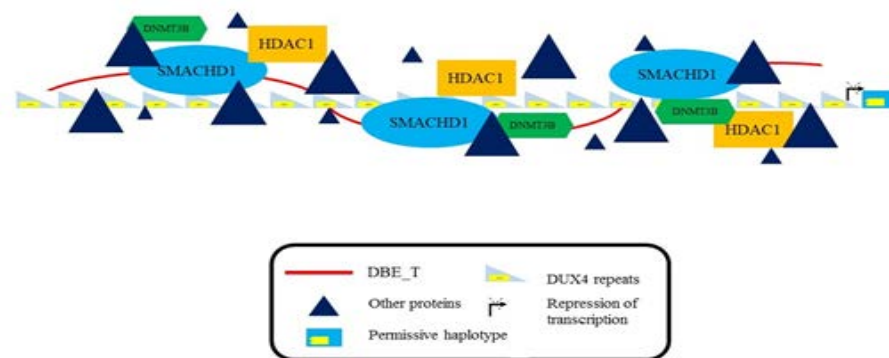 DNMT3B
HDAC1
SMACHD1
HDAC1
SMACHD1
SMACHD1
DNMT3B
DNMT3B
HDAC1
DBE_T
DUX4 repeats
Other proteins
Repression of
transcription
Permissive haplotype